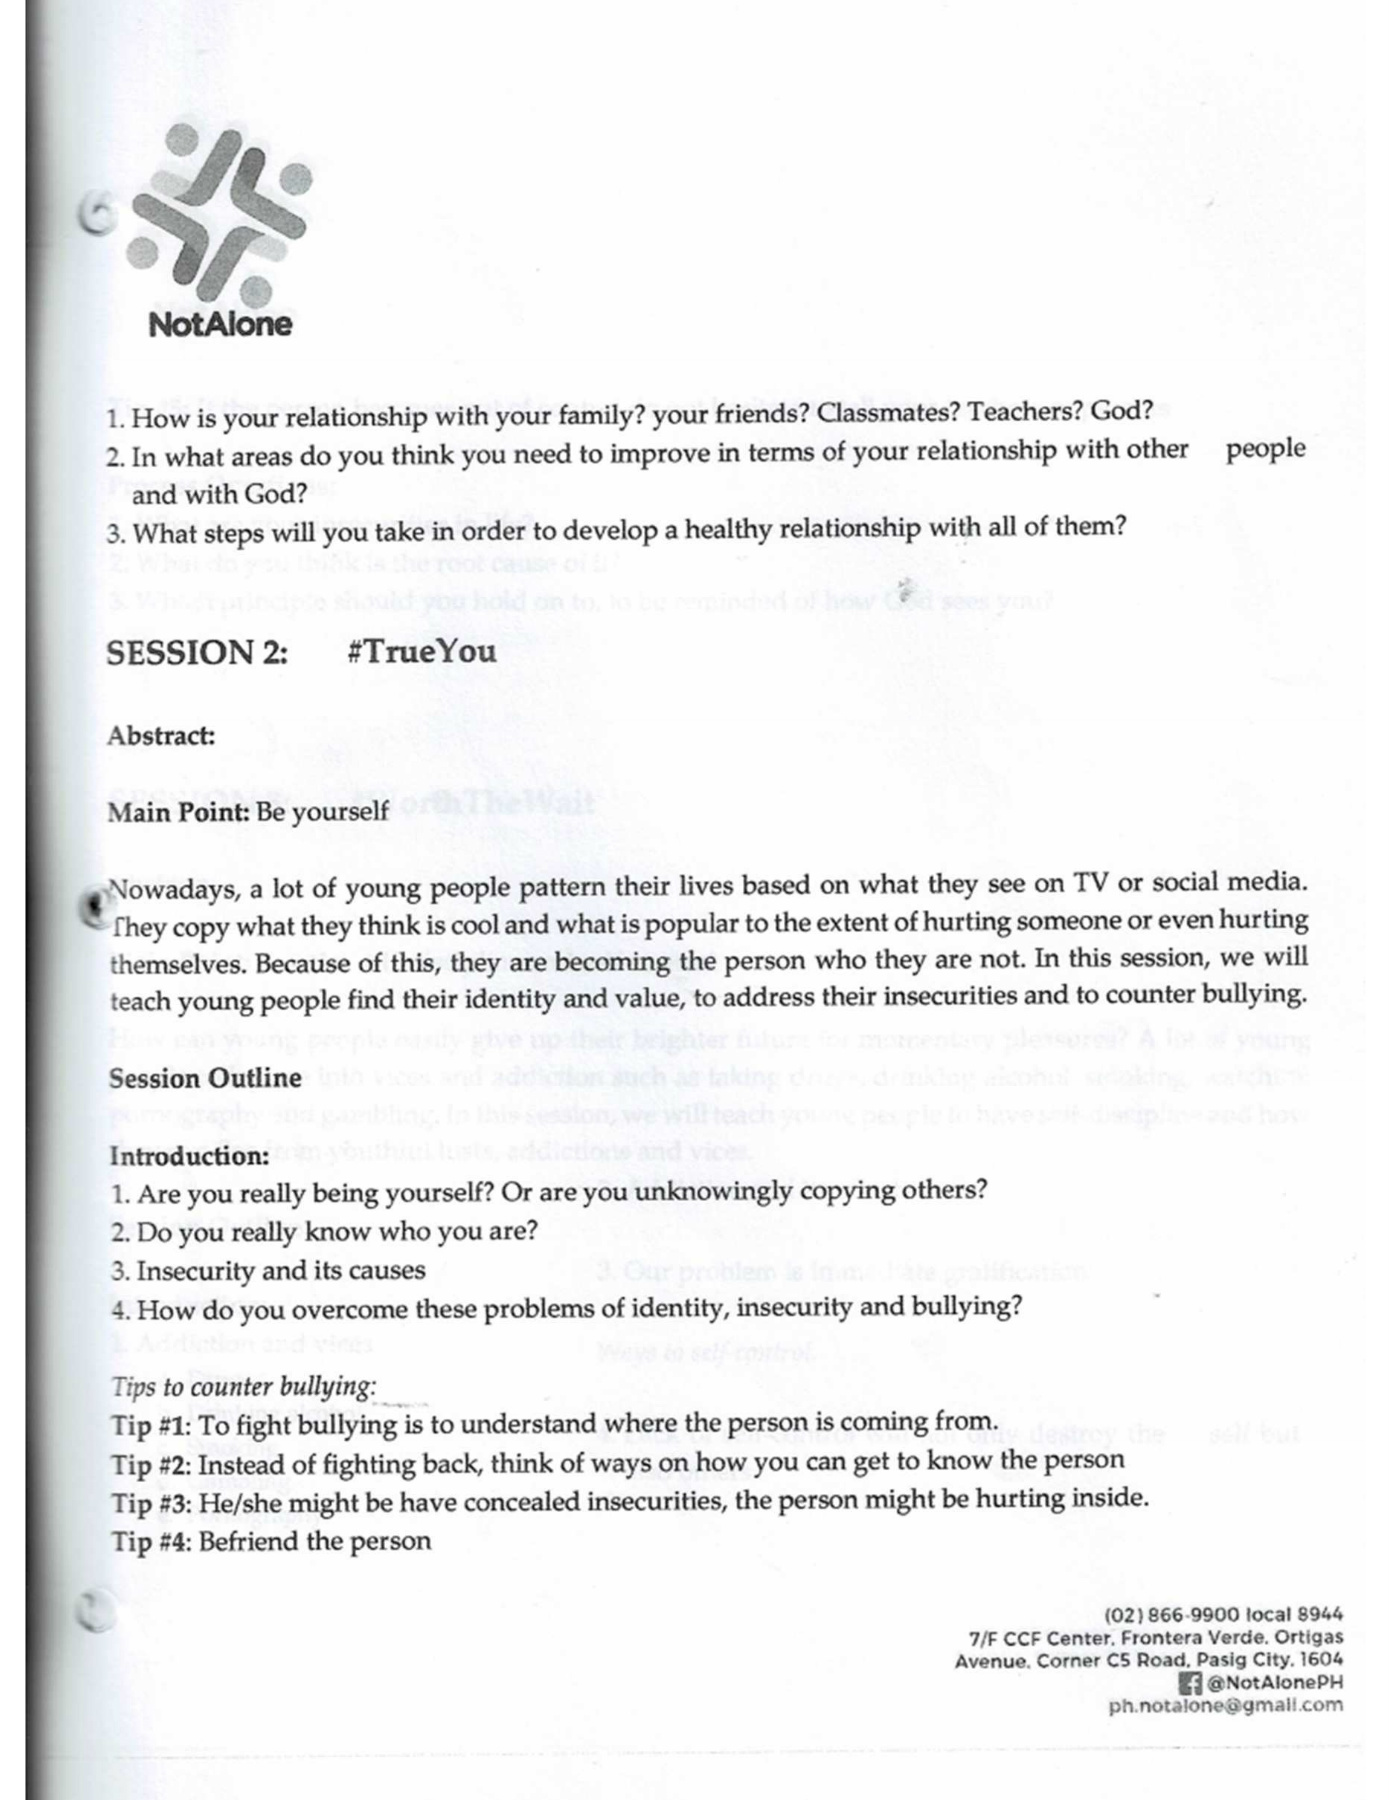 NotAlone
1. How is your relationship with your family? your friends? Classmates? Teachers? God?
2. In what areas do you think you need to improve in terms of your relationship with other people
and with God?
3. What steps will you take in order to develop a healthy relationship with all of them?
SESSION 2: #TrueYou
Abstract:
Main Point: Be yourself
Nowadays, a lot of young people pattern their lives based on what they see on TV or social media.
They copy what they think is cool and what is popular to the extent of hurting someone or even hurting
themselves. Because of this, they are becoming the person who they are not. In this session, we will
teach young people find their identity and value, to address their insecurities and to counter bullying.
Session Outline
Introduction:
1. Are you really being yourself? Or are you unknowingly copying others?
2. Do you really know who you are?
3. Insecurity and its causes
4. How do you overcome these problems of identity, insecurity and bullying?
Tips to counter bullying:
Tip #1: To fight bullying is to understand where the person is coming from.
Tip #2: Instead of fighting back, think of ways on how you can get to know the person
Tip #3: He/she might be have concealed insecurities, the person might be hurting inside.
Tip #4: Befriend the person
(02) 866-9900 local 8944
7/F CCF Center, Frontera Verde, Ortigas
Avenue, Corner C5 Road, Pasig City, 1604
@NotAlonePH
ph.notalone@gmail.com